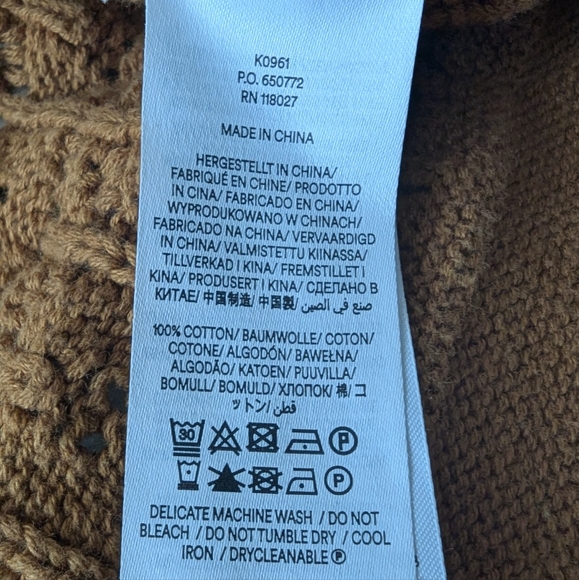 K0961
P.O. 650772
RN 118027
MADE IN CHINA
HERGESTELLT IN CHINA/
FABRIQUÉ EN CHINE/ PRODOTTO
IN CINA/ FABRICADO EN CHINA/
WYPRODUKOWANO W CHINACH/
FABRICADO NA CHINA/ VERVAARDIGD
IN CHINA/ VALMISTETTU KIINASSA/
TILLVERKAD I KINA/ FREMSTILLET I
KINA/ PRODUSERT I KINA/ СДЕЛАНО В
КИТАЕ/ 中国制造/ 中国製/ صنع في الصين
100% COTTON/ BAUMWOLLE/ COTON/
COTONE/ ALGODÓN/ BAWEŁNA/
ALGODÃO/ KATOEN/ PUUVILLA/
BOMULL/ BOMULD/ ХЛОПОК/ 棉/ コ
ットン/ قطن
30 P
P
DELICATE MACHINE WASH / DO NOT
BLEACH / DO NOT TUMBLE DRY / COOL
IRON / DRYCLEANABLE Ⓟ